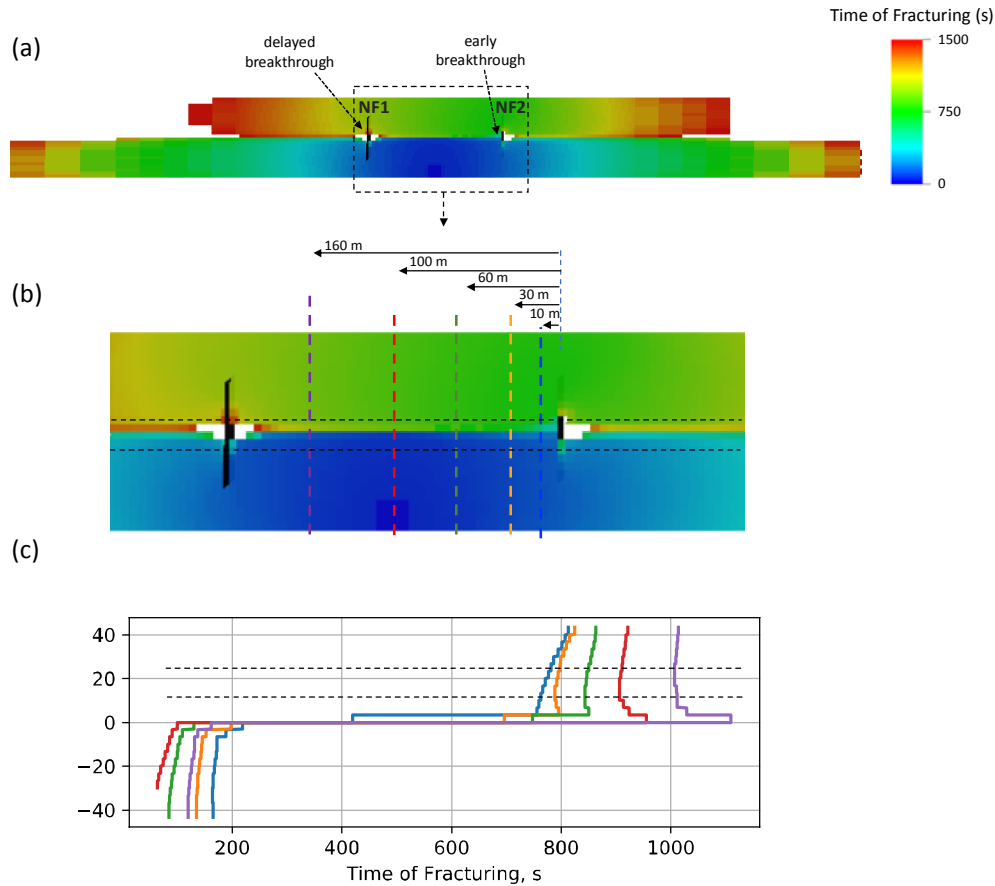 Time of Fracturing (s)
(a)
delayed
breakthrough
early
breakthrough
1500
750
0
NF1
NF2
160 m
100 m
60 m
30 m
10 m
(b)
(c)
40
20
0
−20
−40
200
400
600
800
1000
Time of Fracturing, s